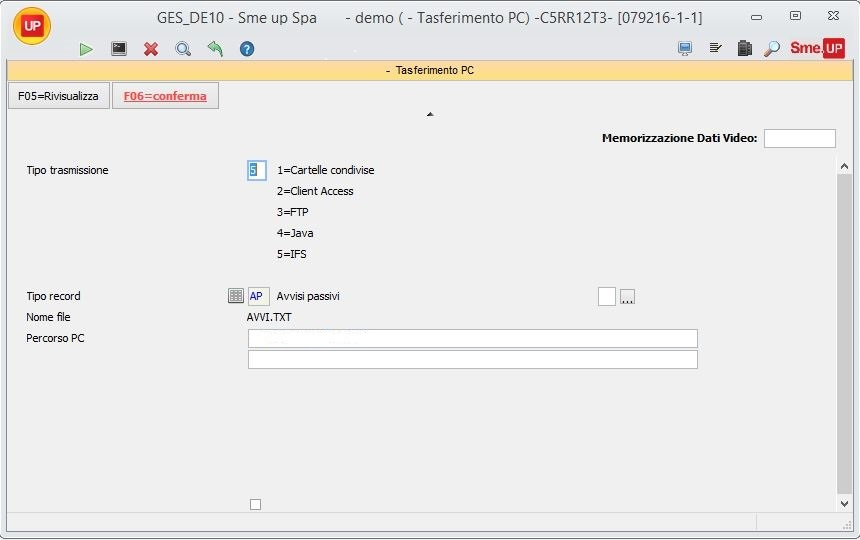 UP
GES_DE10 - Sme up Spa - demo ( - Tasferimento PC) -C5RR12T3- [079216-1-1]
Sme.UP
- Tasferimento PC
F05=Rivisualizza F06=conferma
Memorizzazione Dati Video:
Tipo trasmissione 5 1=Cartelle condivise
2=Client Access
3=FTP
4=Java
5=IFS
Tipo record AP Avvisi passivi ...
Nome file AVVI.TXT
Percorso PC